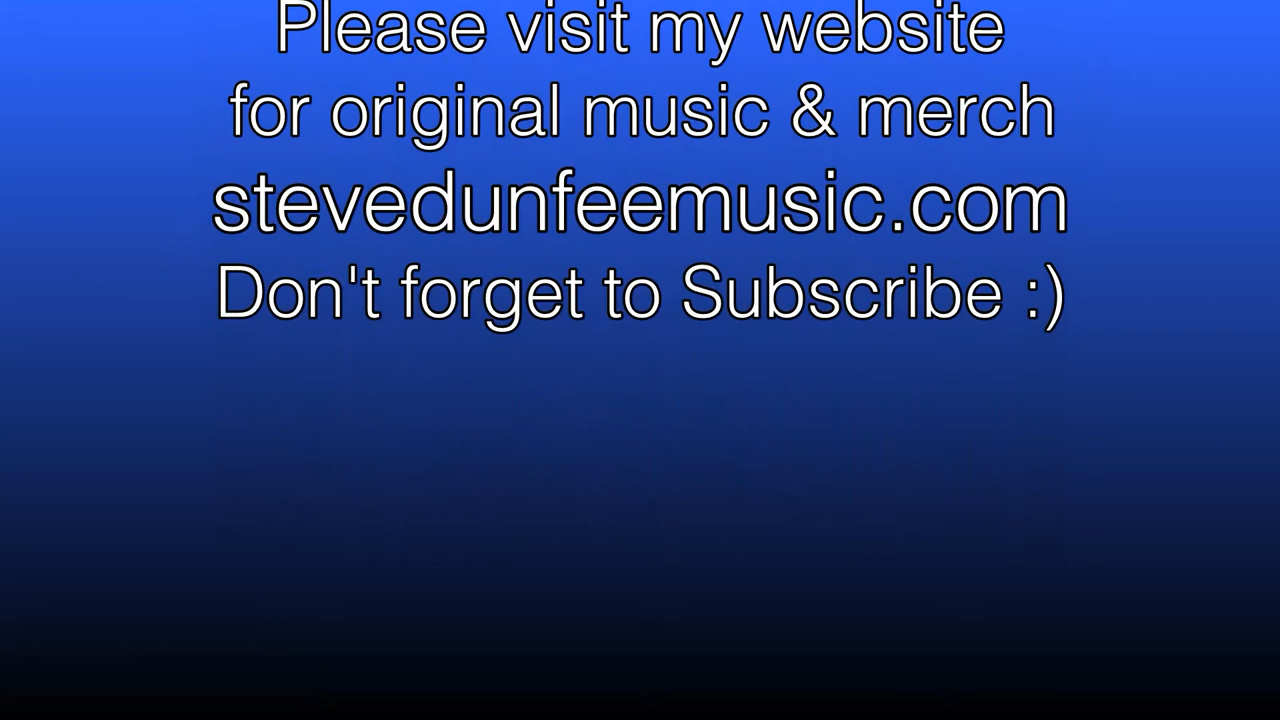 Please visit my website
for original music & merch
stevedunfeemusic.com
Don't forget to Subscribe :)